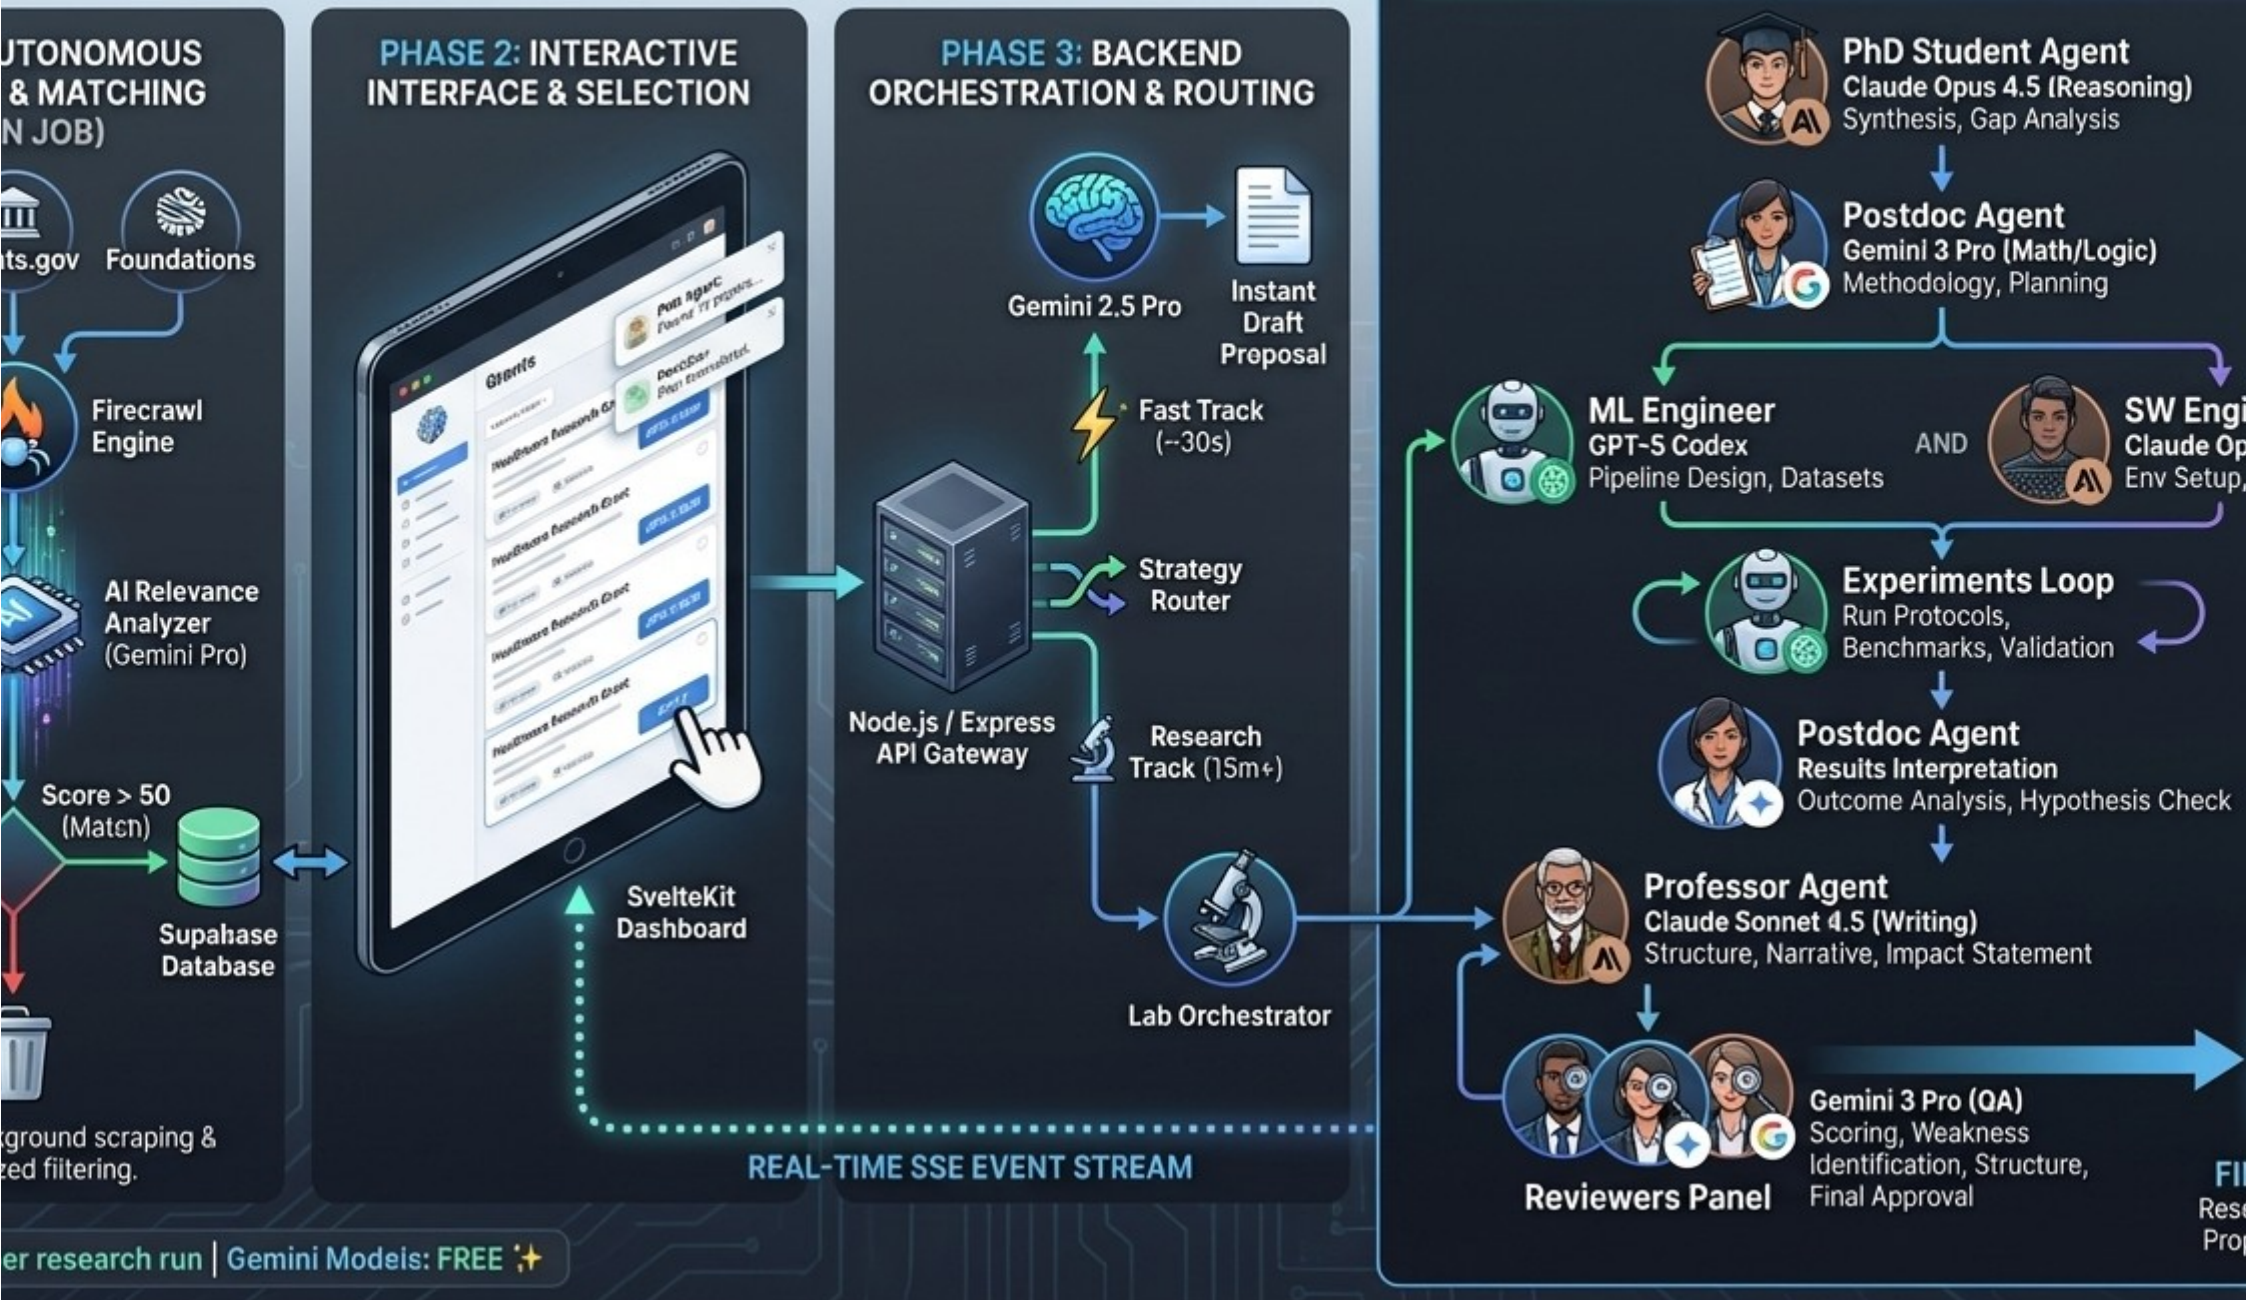 UTONOMOUS
& MATCHING
N JOB)
nts.gov
Foundations
Firecrawl
Engine
AI Relevance
Analyzer
(Gemini Pro)
Score > 50
(Match)
Supabase
Database
kground scraping &
zed fiitering.
er research run | Gemini Modeis: FREE
PHASE 2: INTERACTIVE
INTERFACE & SELECTION
Grants
SvelteKit
Dashboard
PHASE 3: BACKEND
ORCHESTRATION & ROUTING
Gemini 2.5 Pro
Instant
Draft
Proposal
Fast Track
(~30s)
Strategy
Router
Node.js / Express
API Gateway
Research
Track (15m+)
Lab Orchestrator
REAL-TIME SSE EVENT STREAM
PhD Student Agent
Claude Opus 4.5 (Reasoning)
Synthesis, Gap Analysis
Postdoc Agent
Gemini 3 Pro (Math/Logic)
Methodology, Planning
ML Engineer
GPT-5 Codex
Pipeline Design, Datasets
AND
SW Engi
Claude Op
Env Setup,
Experiments Loop
Run Protocols,
Benchmarks, Validation
Postdoc Agent
Results Interpretation
Outcome Analysis, Hypothesis Check
Professor Agent
Claude Sonnet 4.5 (Writing)
Structure, Narrative, Impact Statement
Reviewers Panel
Gemini 3 Pro (QA)
Scoring, Weakness
Identification, Structure,
Final Approval
FI
Rese
Prop